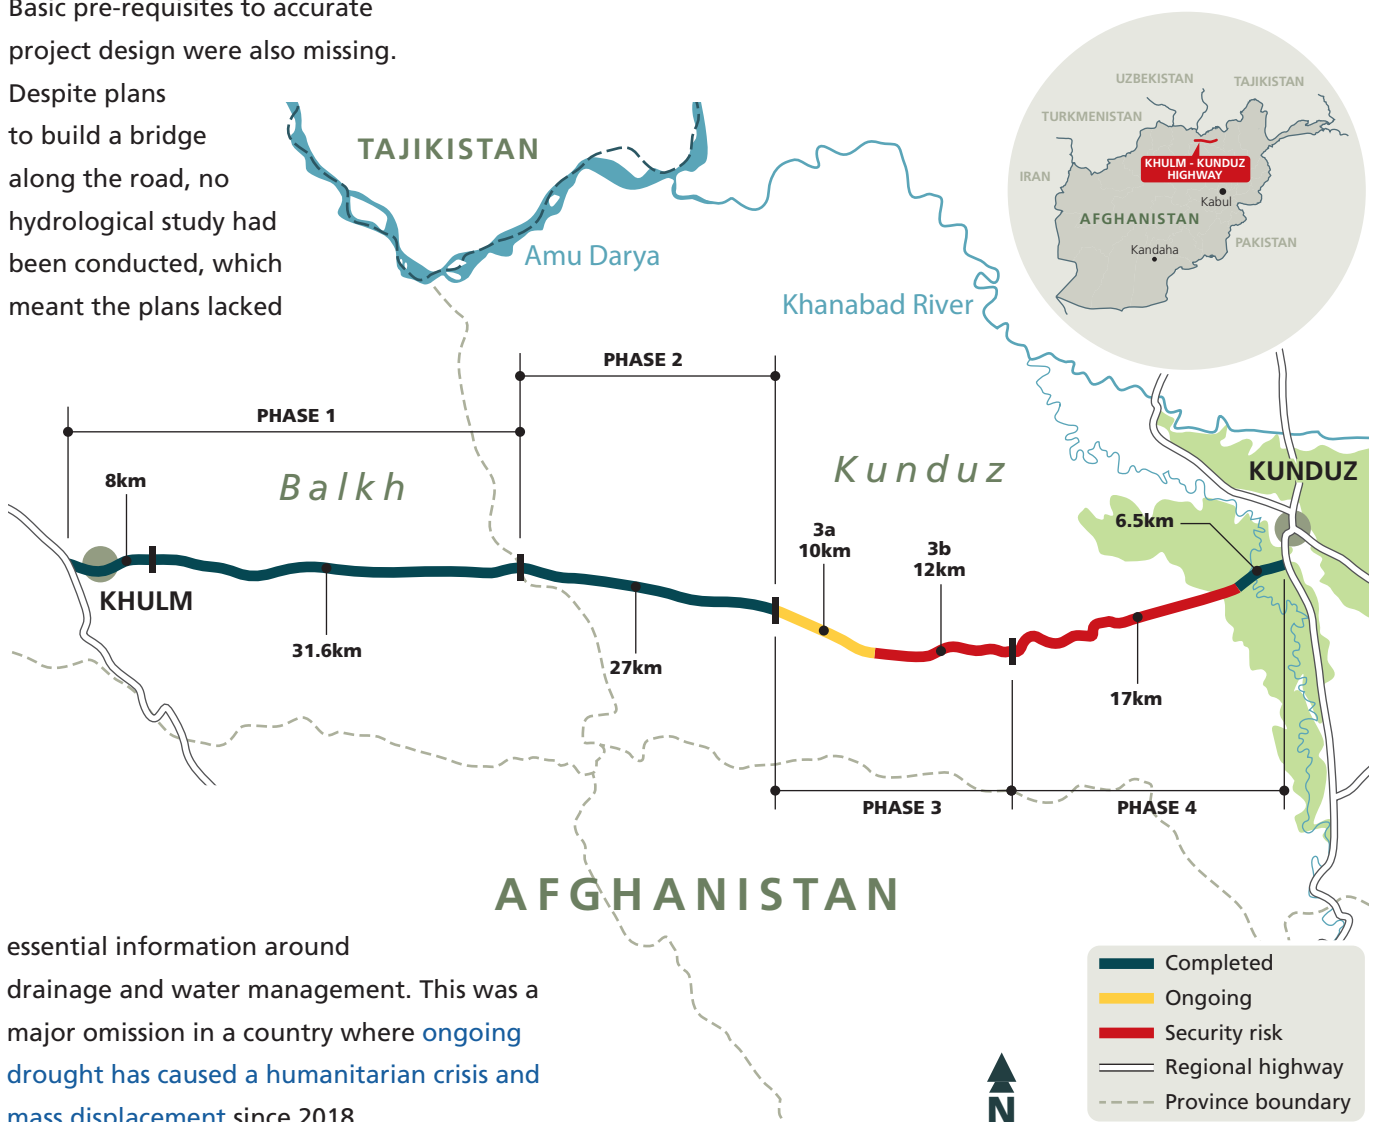 Basic pre-requisites to accurate
project design were also missing.
Despite plans
to build a bridge
along the road, no
hydrological study had
been conducted, which
meant the plans lacked
TAJIKISTAN
Amu Darya
Khanabad River
UZBEKISTAN
TAJIKISTAN
TURKMENISTAN
IRAN
KHULM - KUNDUZ
HIGHWAY
Kabul
AFGHANISTAN
PAKISTAN
Kandaha
PHASE 2
PHASE 1
8km
Balkh
Kunduz
KUNDUZ
6.5km
3a
10km
3b
12km
KHULM
31.6km
27km
17km
PHASE 3
PHASE 4
AFGHANISTAN
essential information around
drainage and water management. This was a
major omission in a country where ongoing
drought has caused a humanitarian crisis and
mass displacement since 2018
Completed
Ongoing
Security risk
Regional highway
Province boundary
N